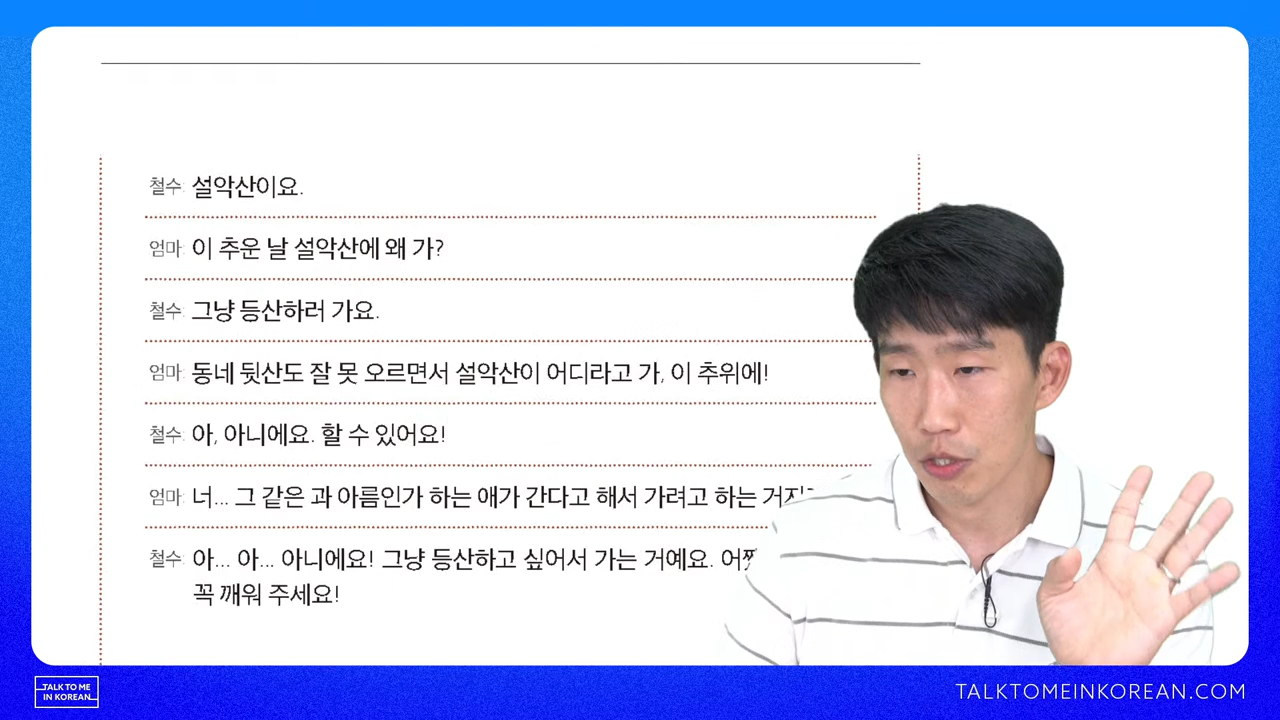 철수: 설악산이요.
엄마: 이 추운 날 설악산에 왜 가?
철수: 그냥 등산하러 가요.
엄마: 동네 뒷산도 잘 못 오르면서 설악산이 어디라고 가, 이 추위에!
철수: 아, 아니에요. 할 수 있어요!
엄마: 너... 그 같은 과 아름인가 하는 애가 간다고 해서 가려고 하는
철수: 아... 아... 아니에요! 그냥 등산하고 싶어서 가는 거예요.
꼭 깨워 주세요!
TALK TO ME
IN KOREAN
TALKTOMEINKOREAN.COM